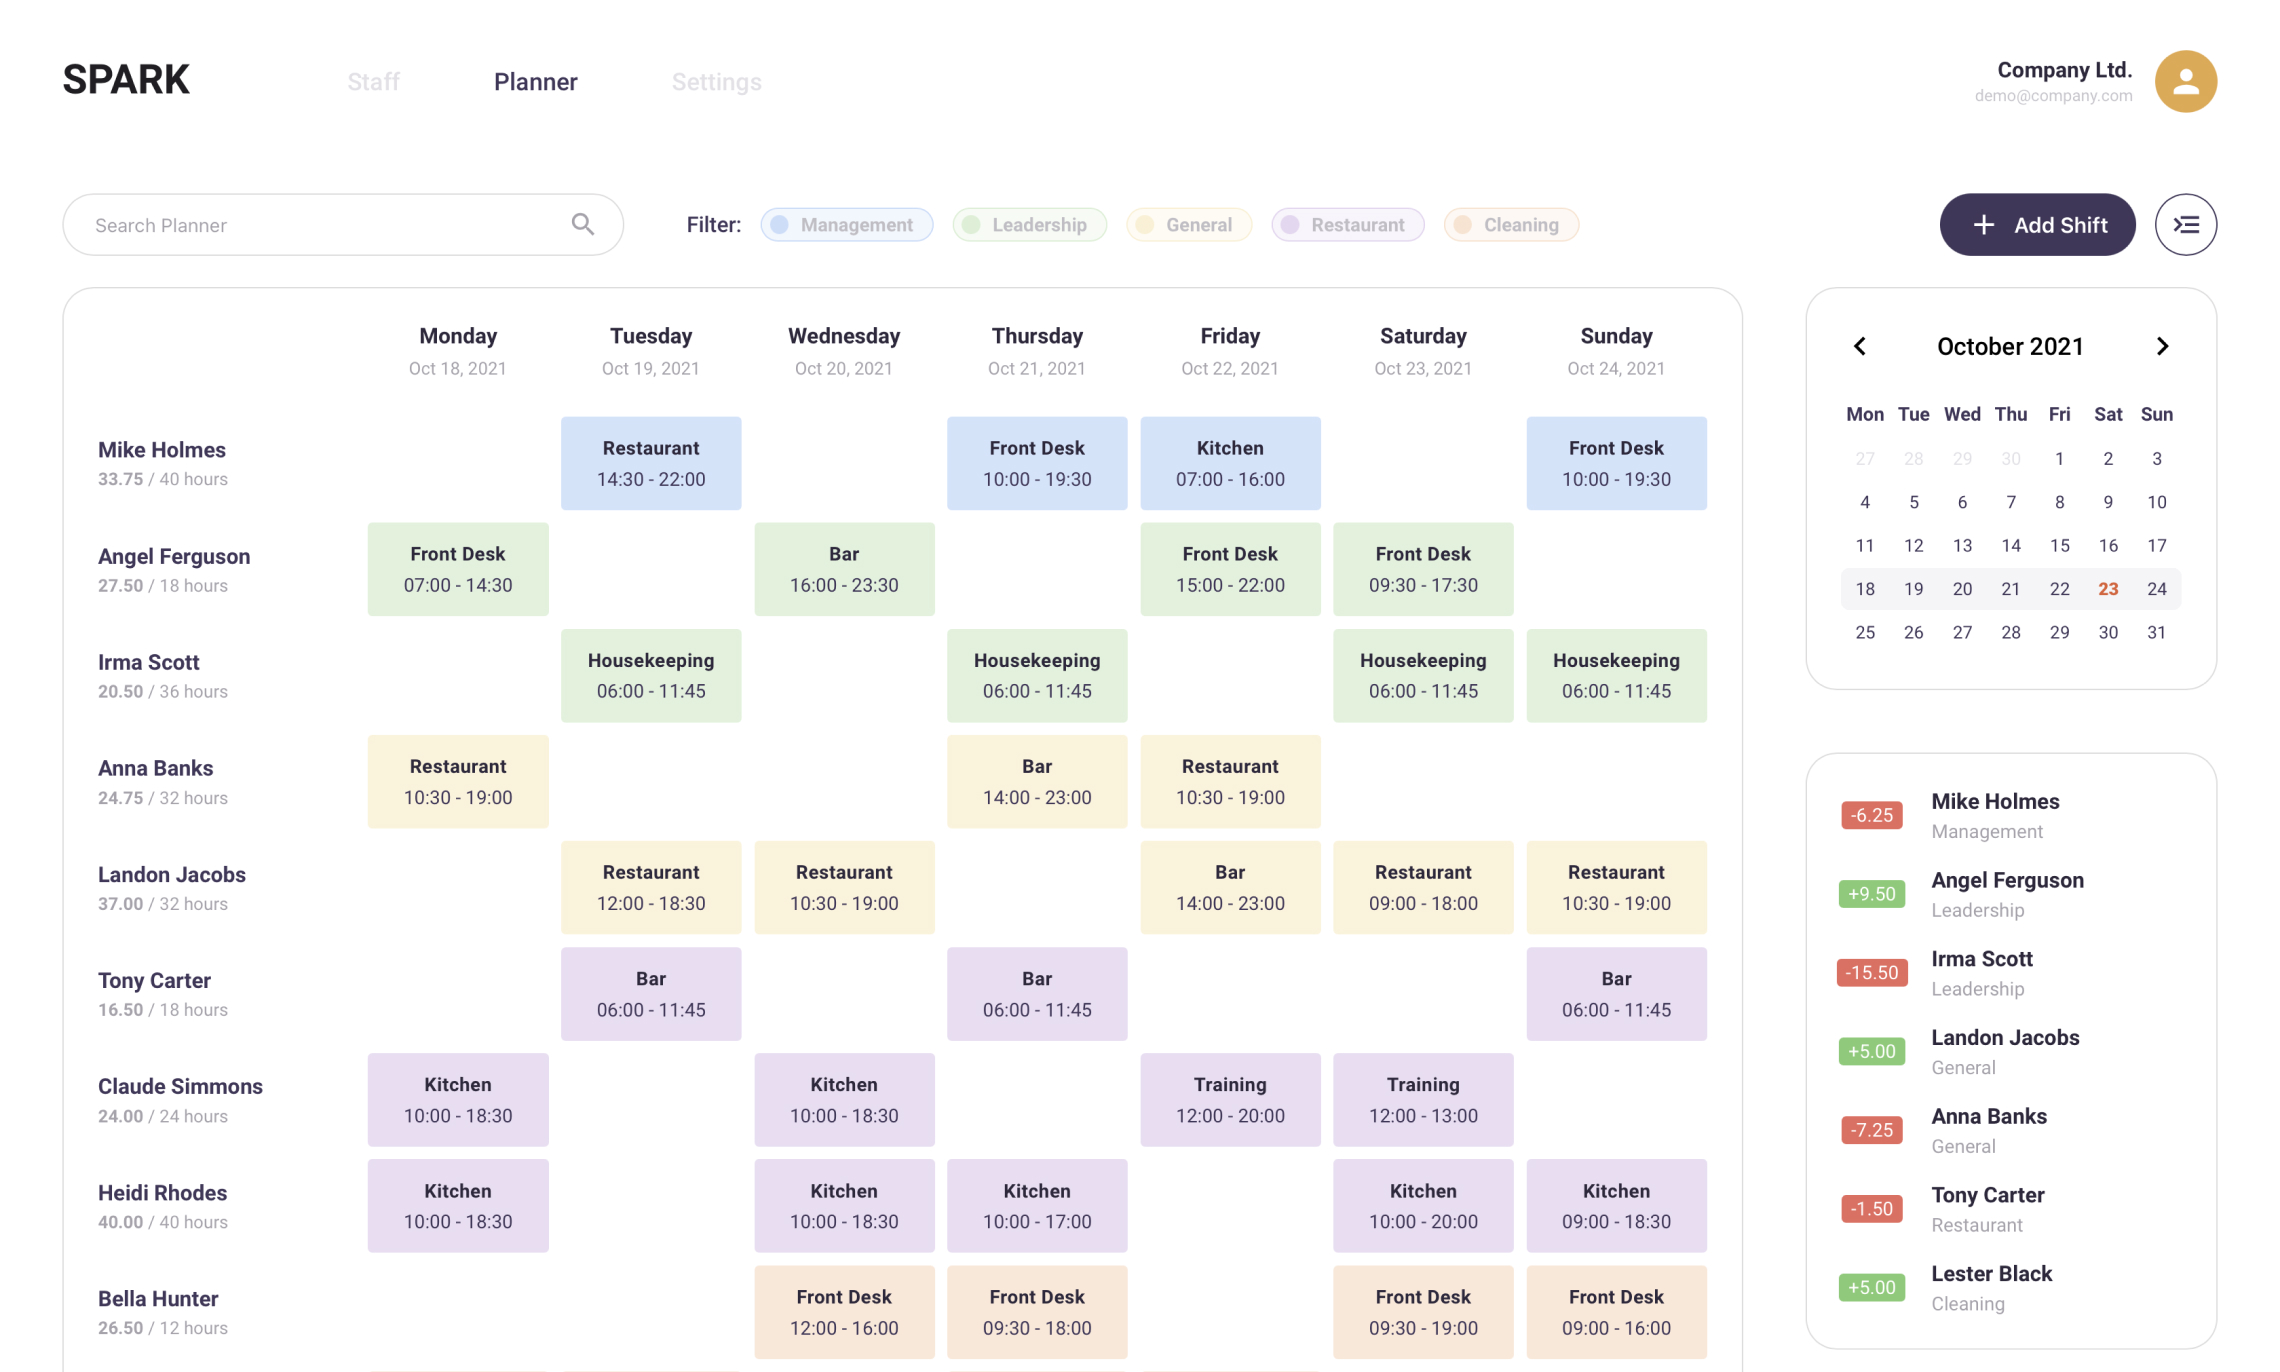 SPARK
Staff
Planner
Settings
Company Ltd.
demo@company.com
Search Planner
Filter:
Management
Leadership
General
Restaurant
Cleaning
+ Add Shift
Monday Tuesday Wednesday Thursday Friday Saturday Sunday
Oct 18, 2021 Oct 19, 2021 Oct 20, 2021 Oct 21, 2021 Oct 22, 2021 Oct 23, 2021 Oct 24, 2021
Mike Holmes
33.75 / 40 hours
Restaurant
14:30 - 22:00
Front Desk
10:00 - 19:30
Kitchen
07:00 - 16:00
Front Desk
10:00 - 19:30
Angel Ferguson
27.50 / 18 hours
Front Desk
07:00 - 14:30
Bar
16:00 - 23:30
Front Desk
15:00 - 22:00
Front Desk
09:30 - 17:30
Irma Scott
20.50 / 36 hours
Housekeeping
06:00 - 11:45
Housekeeping
06:00 - 11:45
Housekeeping
06:00 - 11:45
Housekeeping
06:00 - 11:45
Anna Banks
24.75 / 32 hours
Restaurant
10:30 - 19:00
Bar
14:00 - 23:00
Restaurant
10:30 - 19:00
Landon Jacobs
37.00 / 32 hours
Restaurant
12:00 - 18:30
Restaurant
10:30 - 19:00
Bar
14:00 - 23:00
Restaurant
09:00 - 18:00
Restaurant
10:30 - 19:00
Tony Carter
16.50 / 18 hours
Bar
06:00 - 11:45
Bar
06:00 - 11:45
Bar
06:00 - 11:45
Claude Simmons
24.00 / 24 hours
Kitchen
10:00 - 18:30
Kitchen
10:00 - 18:30
Training
12:00 - 20:00
Training
12:00 - 13:00
Heidi Rhodes
40.00 / 40 hours
Kitchen
10:00 - 18:30
Kitchen
10:00 - 18:30
Kitchen
10:00 - 17:00
Kitchen
10:00 - 20:00
Kitchen
09:00 - 18:30
Bella Hunter
26.50 / 12 hours
Front Desk
12:00 - 16:00
Front Desk
09:30 - 18:00
Front Desk
09:30 - 19:00
Front Desk
09:00 - 16:00
October 2021
Mon Tue Wed Thu Fri Sat Sun
27 28 29 30 1 2 3
4 5 6 7 8 9 10
11 12 13 14 15 16 17
18 19 20 21 22 23 24
25 26 27 28 29 30 31
-6.25
Mike Holmes
Management
+9.50
Angel Ferguson
Leadership
-15.50
Irma Scott
Leadership
+5.00
Landon Jacobs
General
-7.25
Anna Banks
General
-1.50
Tony Carter
Restaurant
+5.00
Lester Black
Cleaning